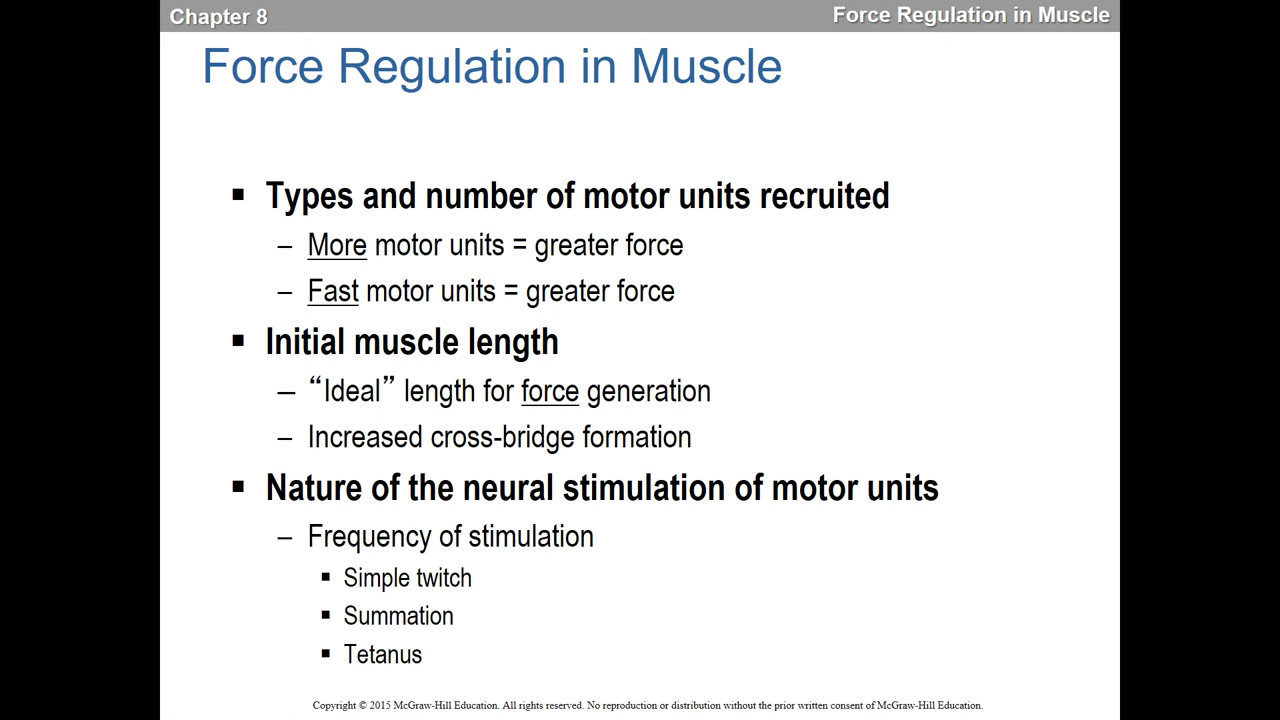 Chapter 8
Force Regulation in Muscle
Force Regulation in Muscle
▪ Types and number of motor units recruited
– More motor units = greater force
– Fast motor units = greater force
▪ Initial muscle length
– “Ideal” length for force generation
– Increased cross-bridge formation
▪ Nature of the neural stimulation of motor units
– Frequency of stimulation
▪ Simple twitch
▪ Summation
▪ Tetanus
Copyright © 2015 McGraw-Hill Education. All rights reserved. No reproduction or distribution without the prior written consent of McGraw-Hill Education.